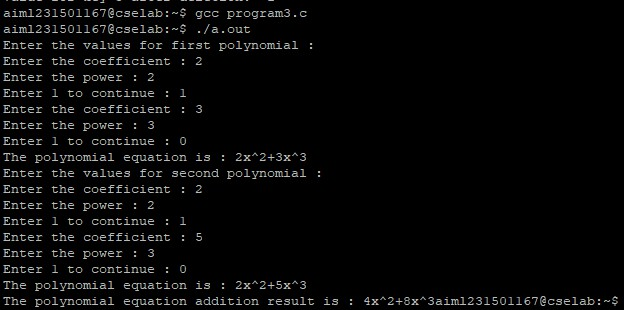 aiml231501167@cselab:~$ gcc program3.c
aiml231501167@cselab:~$ ./a.out
Enter the values for first polynomial :
Enter the coefficient : 2
Enter the power : 2
Enter 1 to continue : 1
Enter the coefficient : 3
Enter the power : 3
Enter 1 to continue : 0
The polynomial equation is : 2x^2+3x^3
Enter the values for second polynomial :
Enter the coefficient : 2
Enter the power : 2
Enter 1 to continue : 1
Enter the coefficient : 5
Enter the power : 3
Enter 1 to continue : 0
The polynomial equation is : 2x^2+5x^3
The polynomial equation addition result is : 4x^2+8x^3aiml231501167@cselab:~$